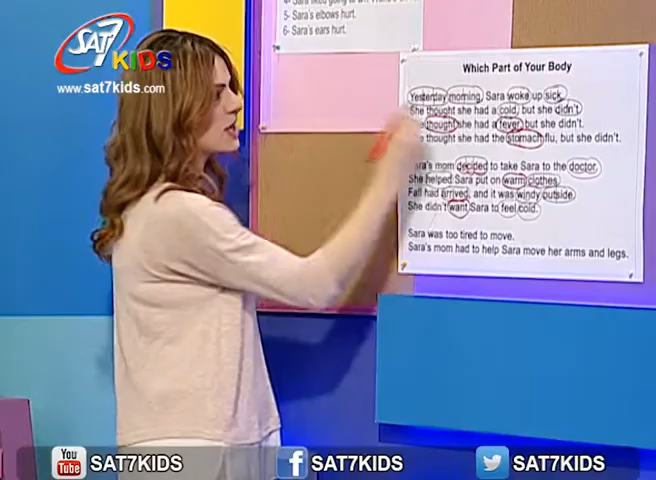 SAT 7
KIDS
www.sat7kids.com
5- Sara's elbows hurt.
6- Sara's ears hurt.
Which Part of Your Body
Yesterday morning, Sara woke up sick.
She thought she had a cold, but she didn't.
thought she had a fever, but she didn't.
thought she had the stomach flu, but she didn't.
Sara's mom decided to take Sara to the doctor.
She helped Sara put on warm clothes.
Fall had arrived, and it was windy outside.
She didn't want Sara to feel cold.
Sara was too tired to move.
Sara's mom had to help Sara move her arms and legs.
You Tube SAT7KIDS
f SAT7KIDS
SAT7KIDS